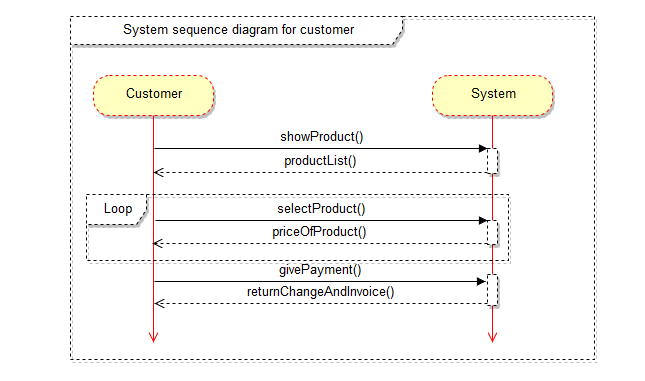 System sequence diagram for customer
Customer
System
showProduct()
productList()
Loop
selectProduct()
priceOfProduct()
givePayment()
returnChangeAndInvoice()